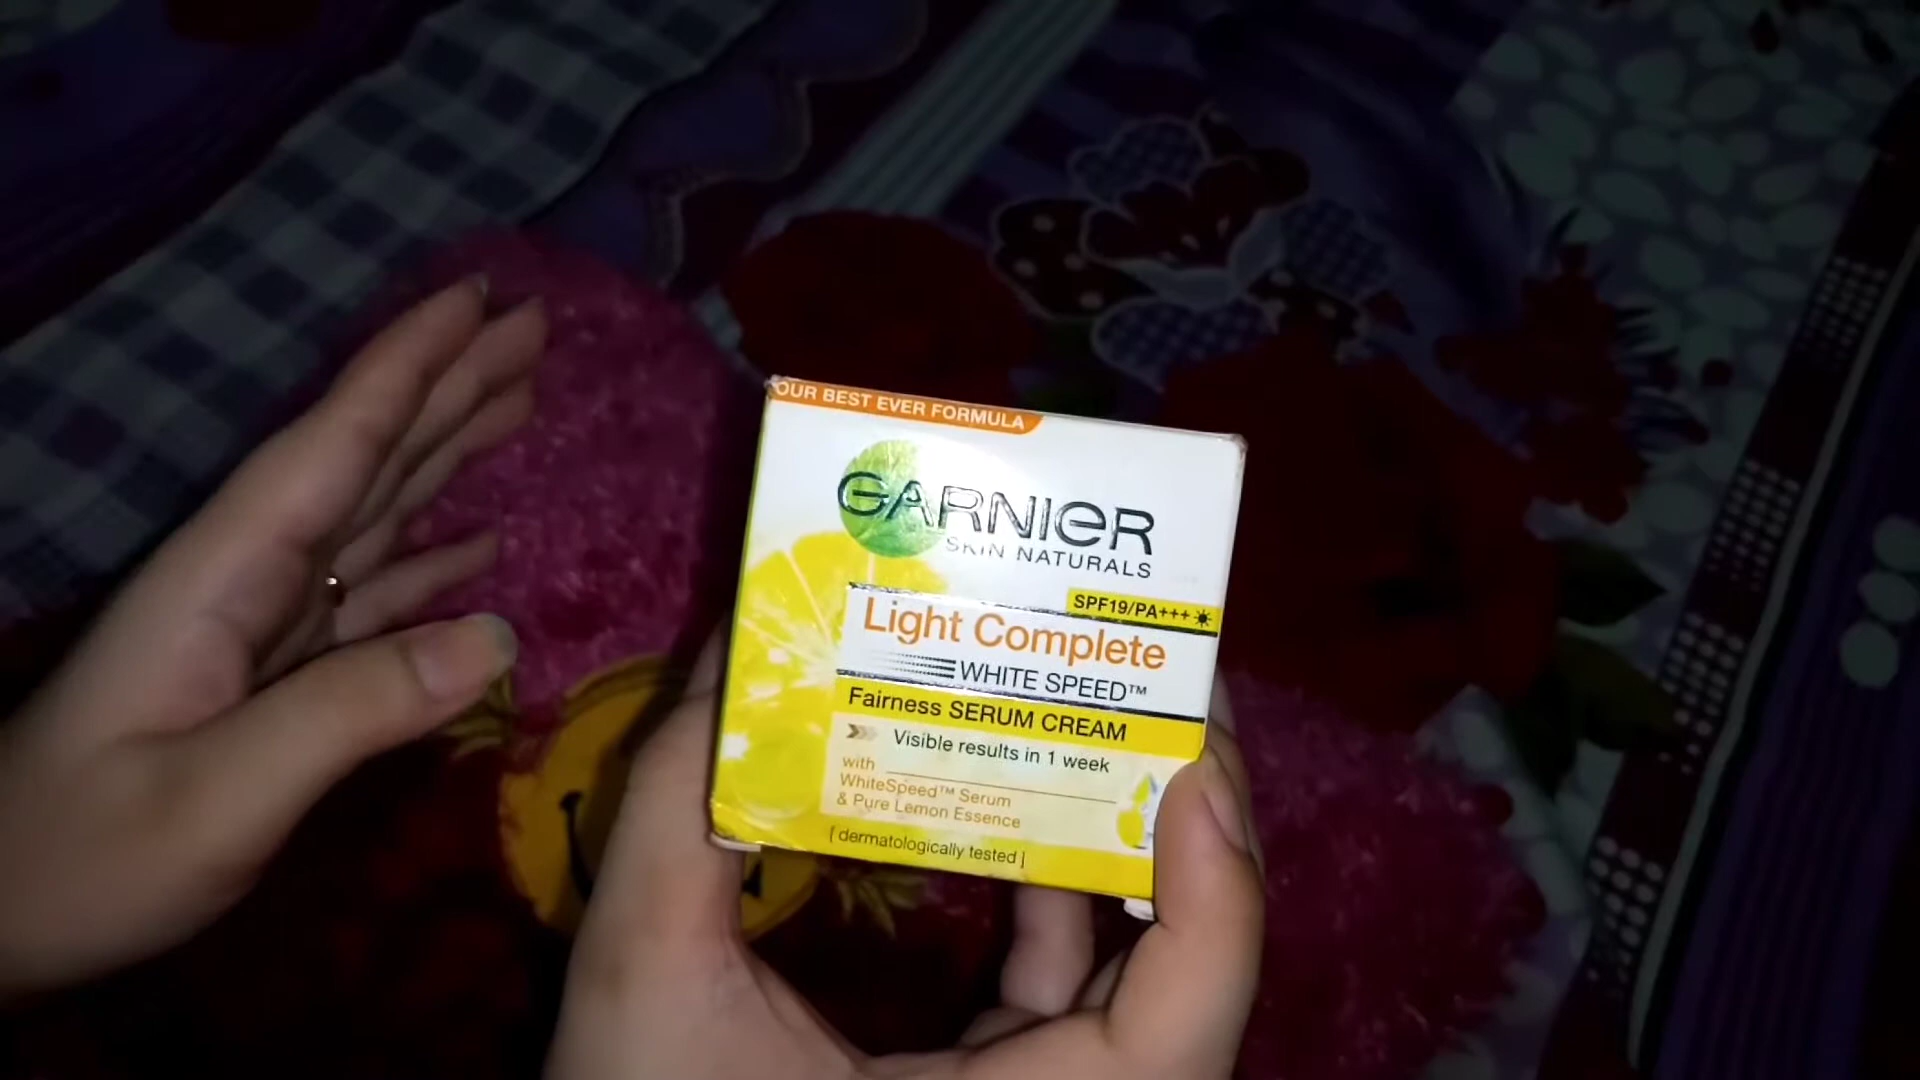 OUR BEST EVER FORMULA
GARNIER
SKIN NATURALS
SPF19/PA+++
Light Complete
WHITE SPEED™
Fairness SERUM CREAM
Visible results in 1 week
with
WhiteSpeed™ Serum
& Pure Lemon Essence
[ dermatologically tested ]